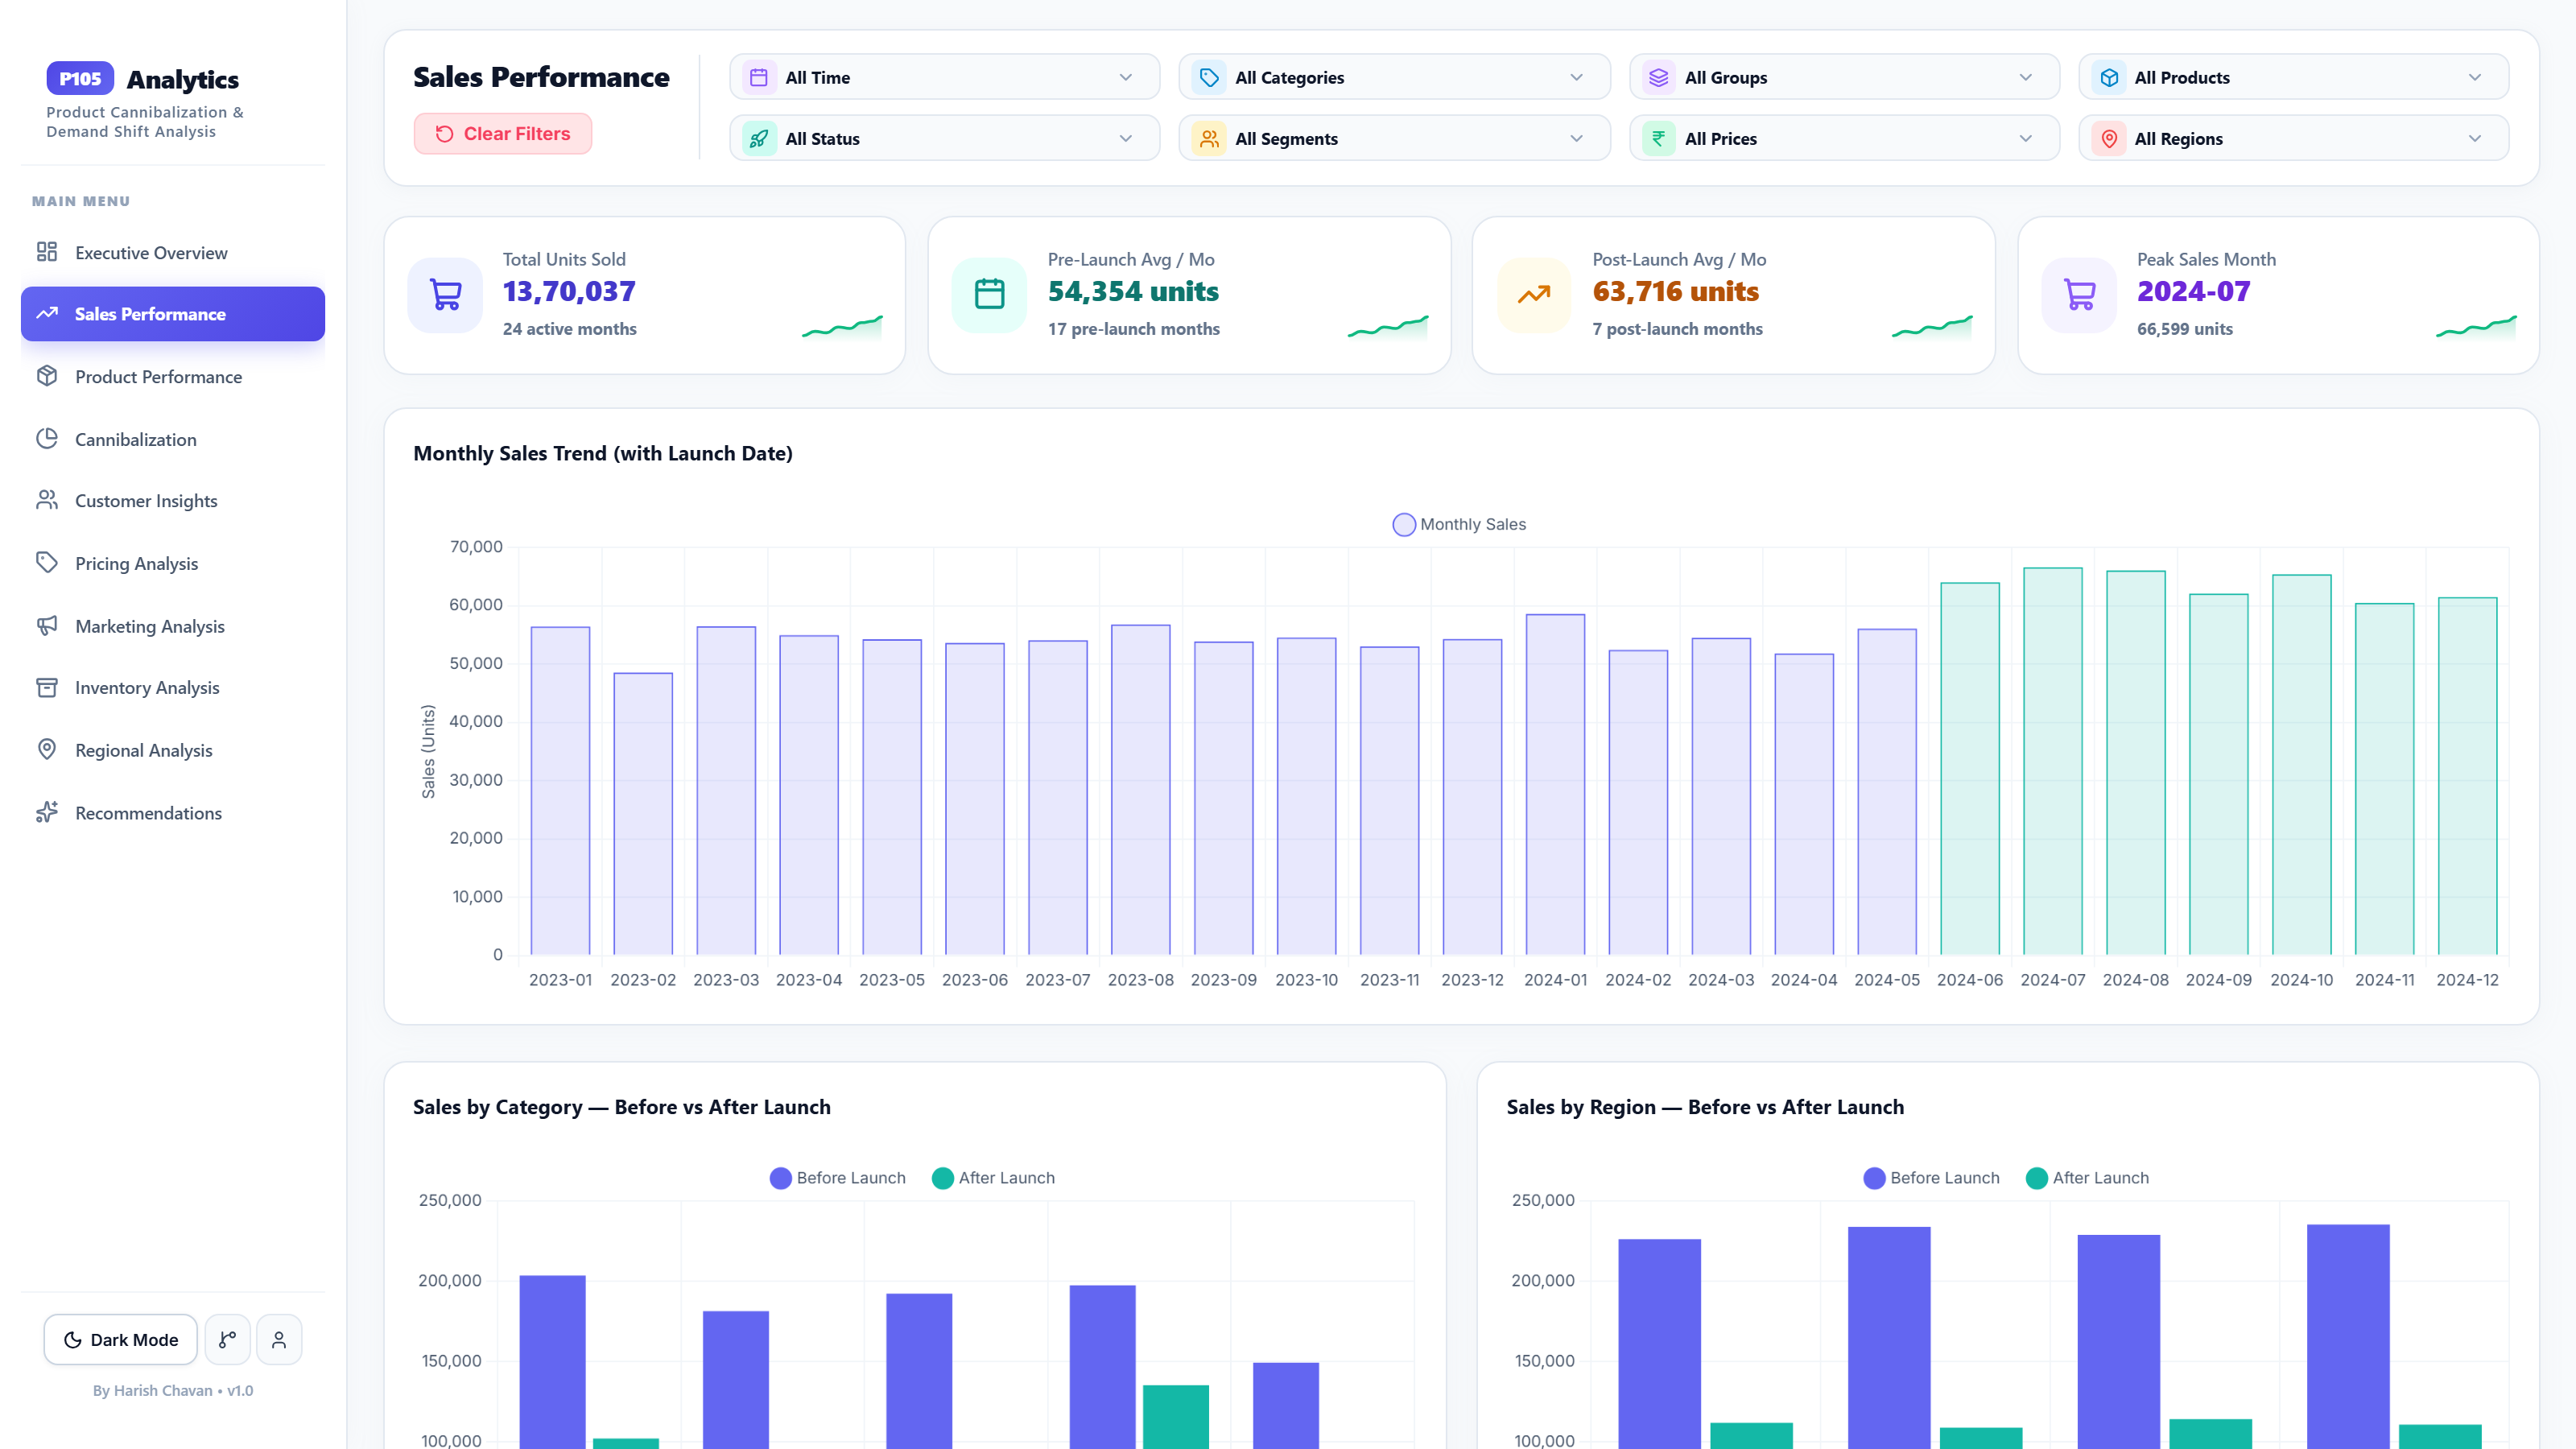 P105 Analytics
Product Cannibalization &
Demand Shift Analysis
MAIN MENU
Executive Overview
Sales Performance
Product Performance
Cannibalization
Customer Insights
Pricing Analysis
Marketing Analysis
Inventory Analysis
Regional Analysis
Recommendations
Dark Mode
By Harish Chavan • v1.0
Sales Performance
Clear Filters
All Time
All Categories
All Groups
All Products
All Status
All Segments
₹ All Prices
All Regions
Total Units Sold
13,70,037
24 active months
Pre-Launch Avg / Mo
54,354 units
17 pre-launch months
Post-Launch Avg / Mo
63,716 units
7 post-launch months
Peak Sales Month
2024-07
66,599 units
Monthly Sales Trend (with Launch Date)
Monthly Sales
Sales (Units)
70,000
60,000
50,000
40,000
30,000
20,000
10,000
0
2023-01 2023-02 2023-03 2023-04 2023-05 2023-06 2023-07 2023-08 2023-09 2023-10 2023-11 2023-12 2024-01 2024-02 2024-03 2024-04 2024-05 2024-06 2024-07 2024-08 2024-09 2024-10 2024-11 2024-12
Sales by Category — Before vs After Launch
Before Launch After Launch
250,000
200,000
150,000
100,000
Sales by Region — Before vs After Launch
Before Launch After Launch
250,000
200,000
150,000
100,000